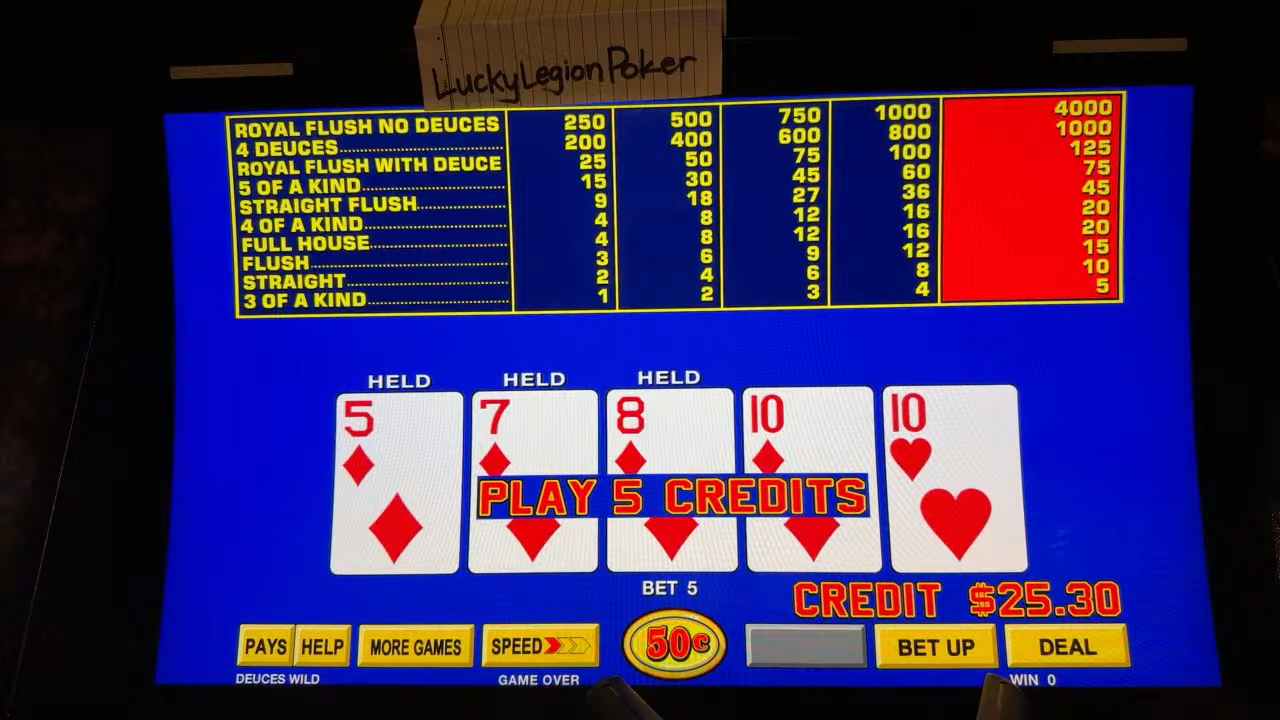 LuckyLegionPoker
ROYAL FLUSH NO DEUCES 250 500 750 1000 4000
4 DEUCES 200 400 600 800 1000
ROYAL FLUSH WITH DEUCE 25 50 75 100 125
5 OF A KIND 15 30 45 60 75
STRAIGHT FLUSH 9 18 27 36 45
4 OF A KIND 4 8 12 16 20
FULL HOUSE 4 8 12 16 20
FLUSH 3 6 9 12 15
STRAIGHT 2 4 6 8 10
3 OF A KIND 1 2 3 4 5
HELD HELD HELD
5 7 8 10 10
PLAY 5 CREDITS
BET 5
CREDIT $25.30
PAYS HELP MORE GAMES SPEED 50¢ BET UP DEAL
DEUCES WILD GAME OVER WIN 0